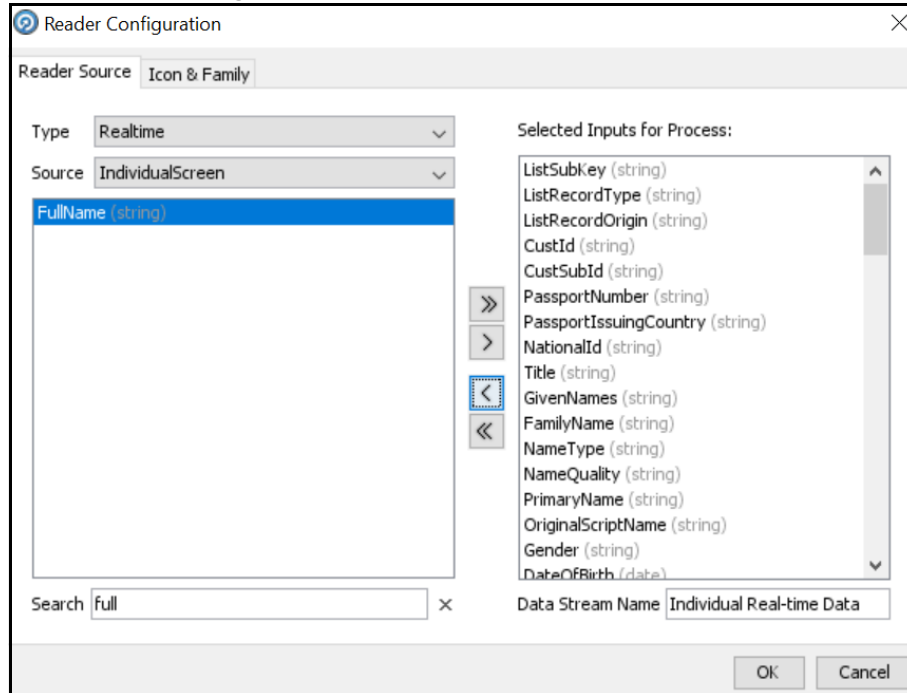 Reader Configuration
Reader Source
Icon & Family
Type
Realtime
Source
IndividualScreen
FullName (string)
Search
full
Selected Inputs for Process:
ListSubKey (string)
ListRecordType (string)
ListRecordOrigin (string)
CustId (string)
CustSubId (string)
PassportNumber (string)
PassportIssuingCountry (string)
NationalId (string)
Title (string)
GivenNames (string)
FamilyName (string)
NameType (string)
NameQuality (string)
PrimaryName (string)
OriginalScriptName (string)
Gender (string)
DateOfBirth (date)
Data Stream Name
Individual Real-time Data
OK
Cancel